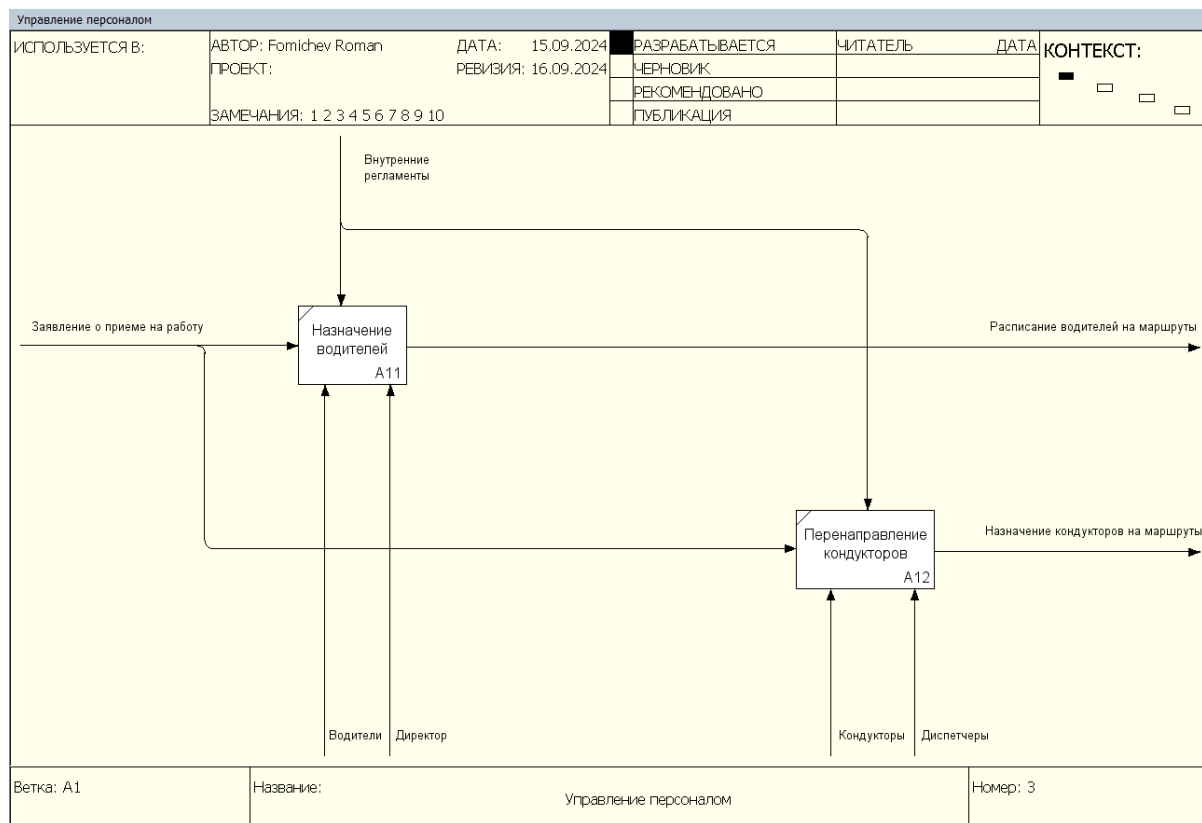 Управление персоналом
ИСПОЛЬЗУЕТСЯ В:
АВТОР: Fomichev Roman
ДАТА: 15.09.2024
ПРОЕКТ:
РЕВИЗИЯ: 16.09.2024
ЗАМЕЧАНИЯ: 1 2 3 4 5 6 7 8 9 10
РАЗРАБАТЫВАЕТСЯ
ЧЕРНОВИК
РЕКОМЕНДОВАНО
ПУБЛИКАЦИЯ
ЧИТАТЕЛЬ
ДАТА
КОНТЕКСТ:
Внутренние
регламенты
Заявление о приеме на работу
Назначение
водителей
A11
Расписание водителей на маршруты
Перенаправление
кондукторов
A12
Назначение кондукторов на маршруты
Водители
Директор
Кондукторы
Диспетчеры
Ветка: A1
Название:
Управление персоналом
Номер: 3